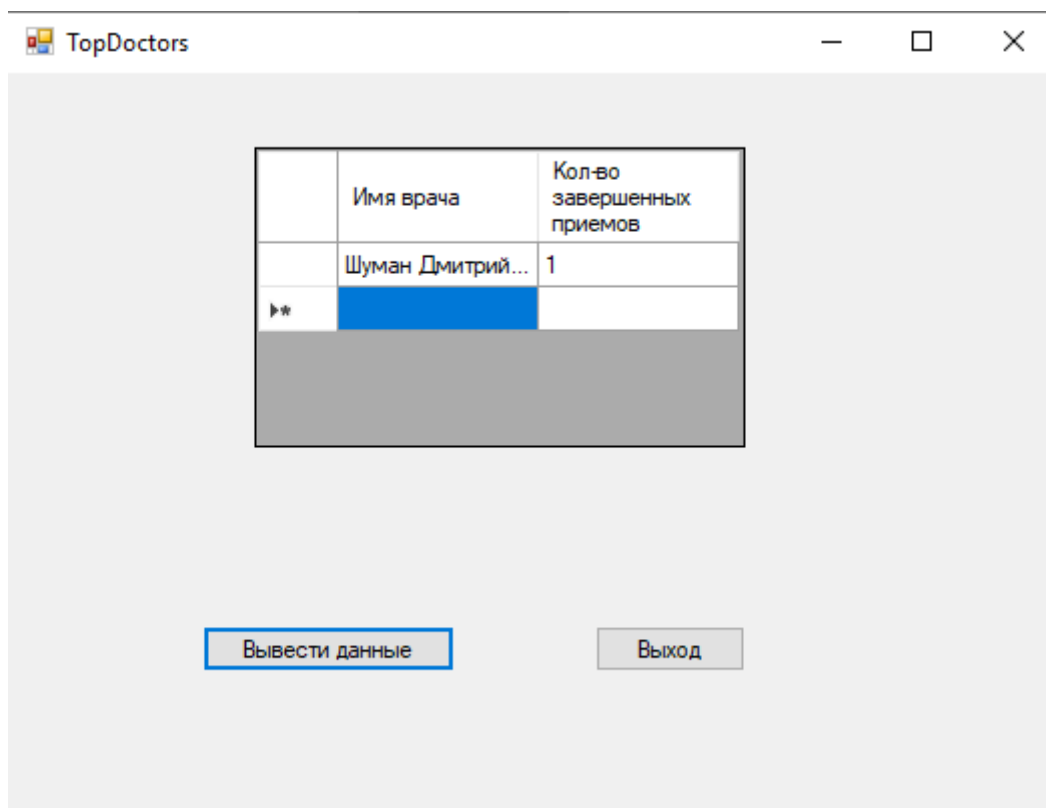 TopDoctors
Имя врача
Кол-во
завершенных
приемов
Шуман Дмитрий...
1
Вывести данные
Выход